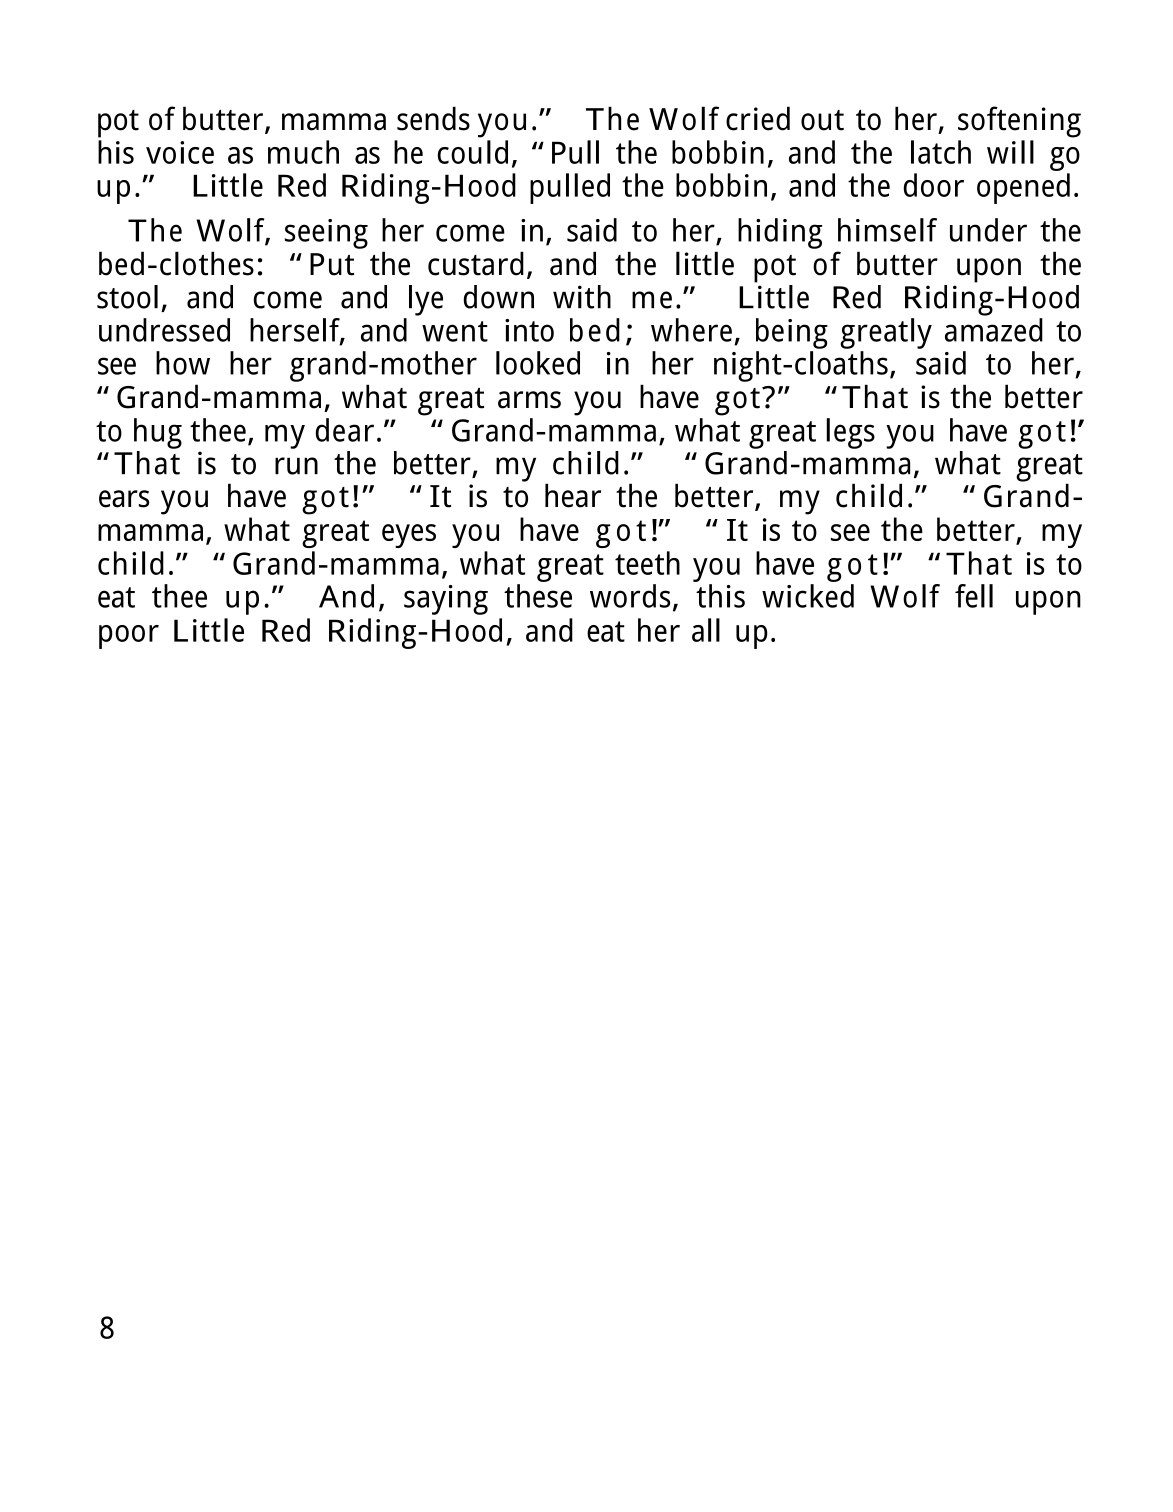 pot of butter, mamma sends you.” The Wolf cried out to her, softening
his voice as much as he could, “Pull the bobbin, and the latch will go
up.” Little Red Riding-Hood pulled the bobbin, and the door opened.
The Wolf, seeing her come in, said to her, hiding himself under the
bed-clothes: “Put the custard, and the little pot of butter upon the
stool, and come and lye down with me.” Little Red Riding-Hood
undressed herself, and went into bed; where, being greatly amazed to
see how her grand-mother looked in her night-cloaths, said to her,
“Grand-mamma, what great arms you have got?” “That is the better
to hug thee, my dear.” “Grand-mamma, what great legs you have got!’
“That is to run the better, my child.” “Grand-mamma, what great
ears you have got!” “It is to hear the better, my child.” “Grand-
mamma, what great eyes you have got!” “It is to see the better, my
child.” “Grand-mamma, what great teeth you have got!” “That is to
eat thee up.” And, saying these words, this wicked Wolf fell upon
poor Little Red Riding-Hood, and eat her all up.
8